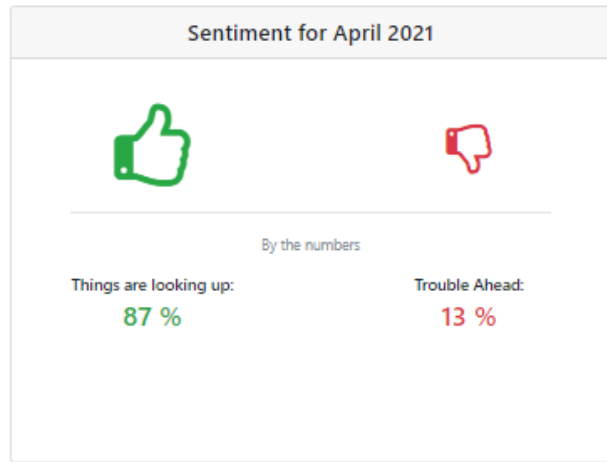 Sentiment for April 2021
By the numbers
Things are looking up:
87 %
Trouble Ahead:
13 %